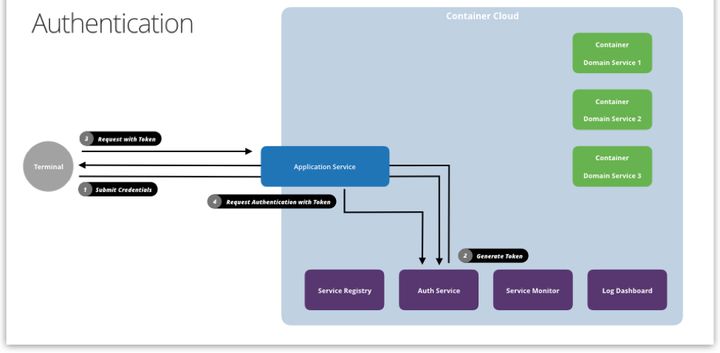 Authentication
Container Cloud
Container
Domain Service 1
Container
Domain Service 2
Container
Domain Service 3
3 Request with Token
Terminal
Application Service
1 Submit Credentials
4 Request Authentication with Token
2 Generate Token
Service Registry
Auth Service
Service Monitor
Log Dashboard